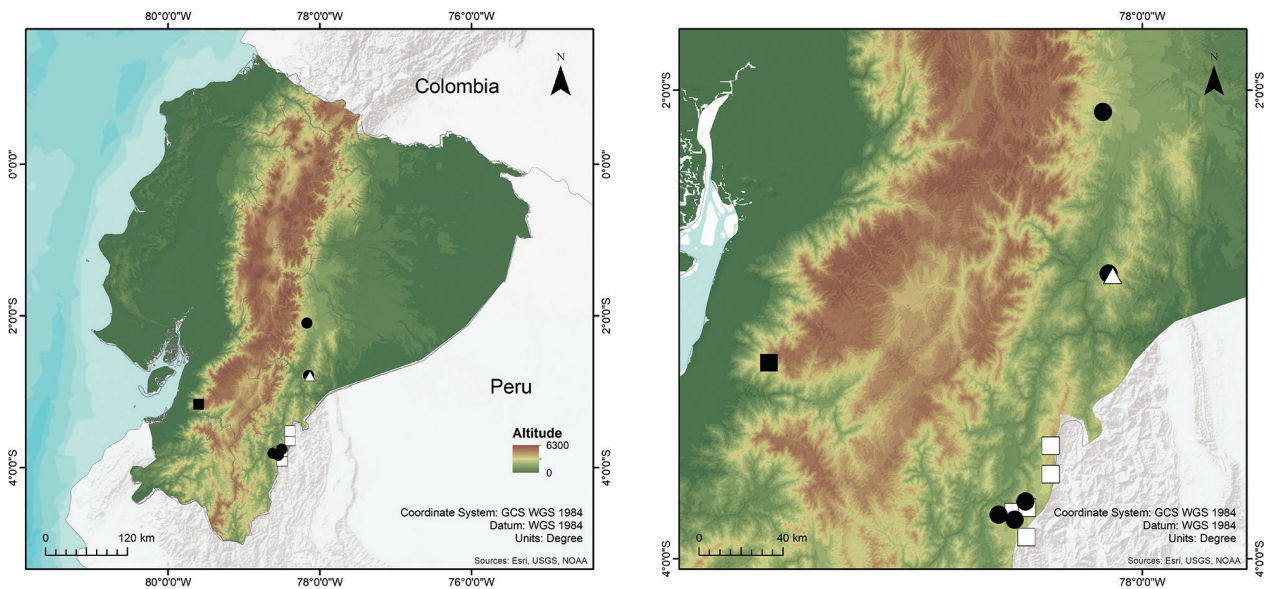 80°0'0"W 78°0'0"W 76°0'0"W
N
Colombia
0°0'0"
0°0'0"
2°0'0"S
2°0'0"S
Peru
Altitude
6300
0
4°0'0"S
4°0'0"S
Coordinate System: GCS WGS 1984
Datum: WGS 1984
Units: Degree
0 120 km
Sources: Esri, USGS, NOAA
80°0'0"W 78°0'0"W 76°0'0"W
78°0'0"W
N
2°0'0"S
2°0'0"S
Coordinate System: GCS WGS 1984
Datum: WGS 1984
Units: Degree
0 40 km
4°0'0"S
4°0'0"S
Sources: Esri, USGS, NOAA
78°0'0"W